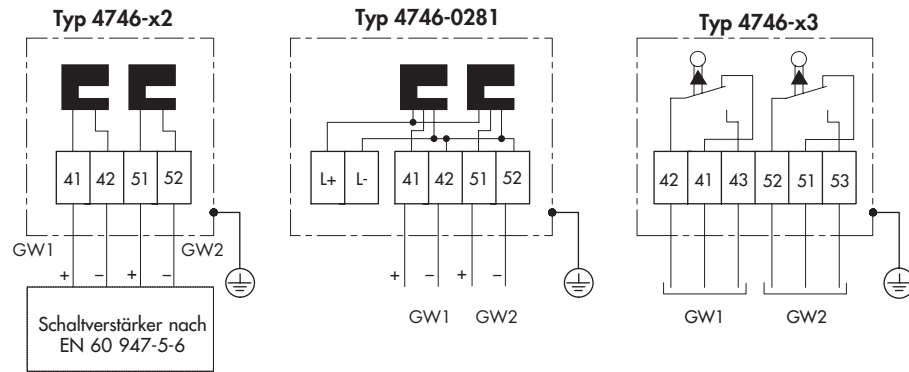 Typ 4746-x2
41 42 51 52
GW1 GW2
+ – + –
Schaltverstärker nach
EN 60 947-5-6
Typ 4746-0281
L+ L- 41 42 51 52
+ – + –
GW1 GW2
Typ 4746-x3
42 41 43 52 51 53
GW1 GW2